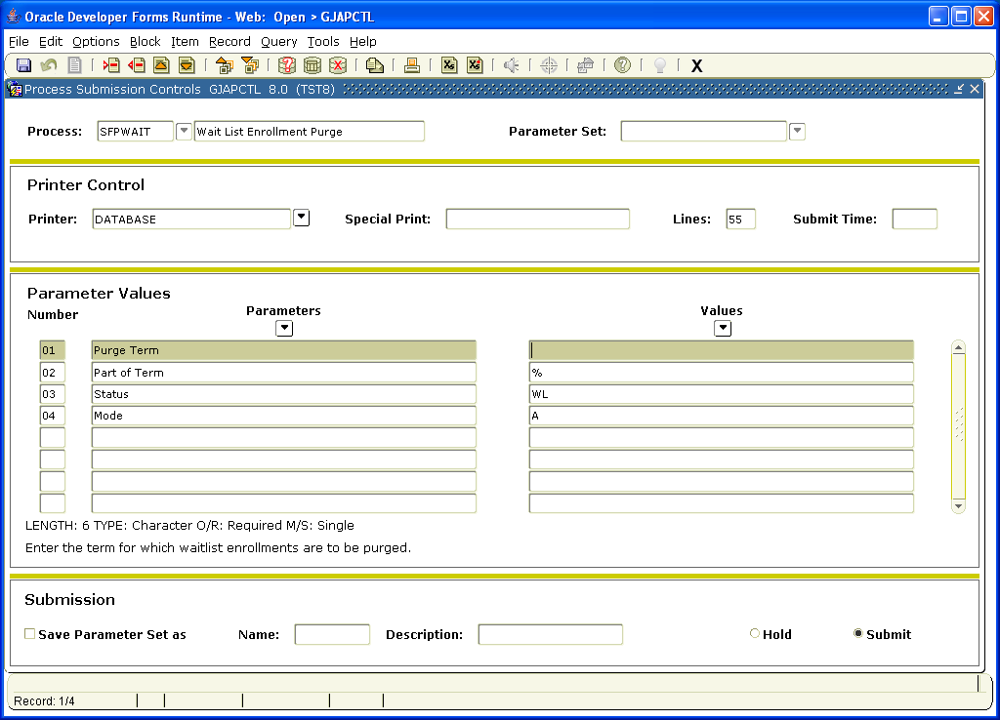 Oracle Developer Forms Runtime - Web: Open > GJAPCTL
File Edit Options Block Item Record Query Tools Help
X
Process Submission Controls GJAPCTL 8.0 (TST8)
Process: SFPWAIT Wait List Enrollment Purge Parameter Set:
Printer Control
Printer: DATABASE Special Print: Lines: 55 Submit Time:
Parameter Values
Number Parameters Values
01 Purge Term
02 Part of Term %
03 Status WL
04 Mode A
LENGTH: 6 TYPE: Character O/R: Required M/S: Single
Enter the term for which waitlist enrollments are to be purged.
Submission
Save Parameter Set as Name: Description: Hold Submit
Record: 1/4